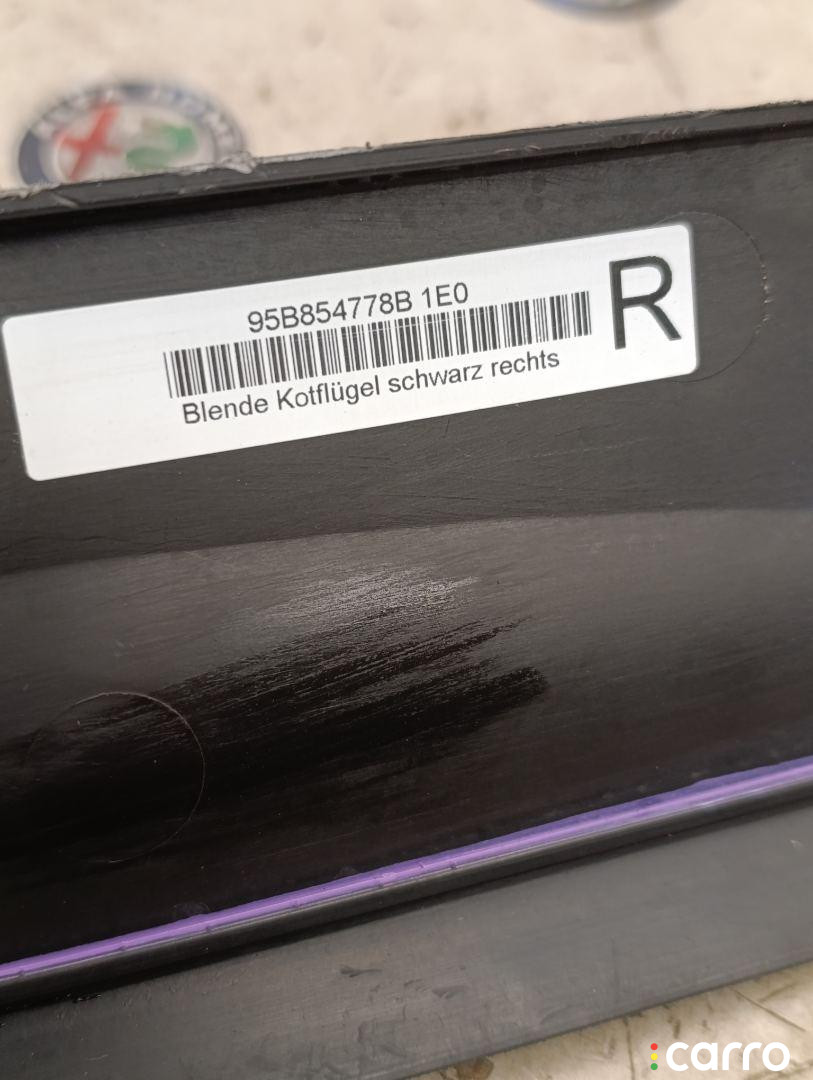 95B854778B 1E0
R
Blende Kotflügel schwarz rechts
carro